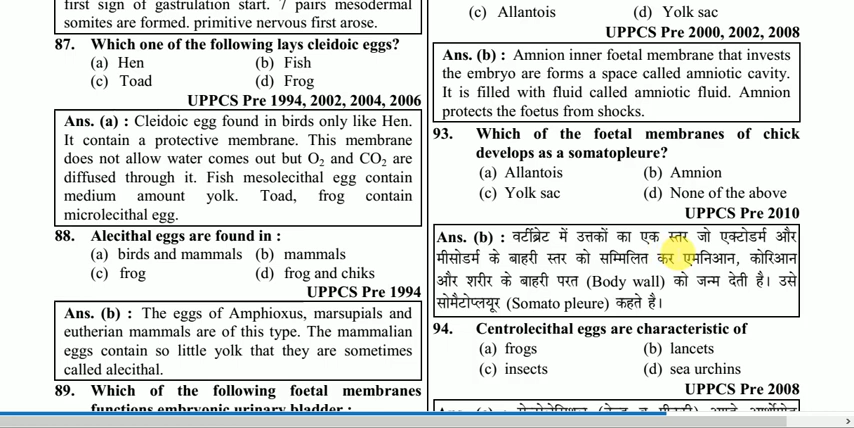 first sign of gastrulation start. 7 pairs mesodermal
somites are formed. primitive nervous first arose.
87. Which one of the following lays cleidoic eggs?
(a) Hen (b) Fish
(c) Toad (d) Frog
UPPCS Pre 1994, 2002, 2004, 2006
Ans. (a) : Cleidoic egg found in birds only like Hen.
It contain a protective membrane. This membrane
does not allow water comes out but O₂ and CO₂ are
diffused through it. Fish mesolecithal egg contain
medium amount yolk. Toad, frog contain
microlecithal egg.
88. Alecithal eggs are found in :
(a) birds and mammals (b) mammals
(c) frog (d) frog and chiks
UPPCS Pre 1994
Ans. (b) : The eggs of Amphioxus, marsupials and
eutherian mammals are of this type. The mammalian
eggs contain so little yolk that they are sometimes
called alecithal.
89. Which of the following foetal membranes
functions embryonic urinary bladder :
(c) Allantois (d) Yolk sac
UPPCS Pre 2000, 2002, 2008
Ans. (b) : Amnion inner foetal membrane that invests
the embryo are forms a space called amniotic cavity.
It is filled with fluid called amniotic fluid. Amnion
protects the foetus from shocks.
93. Which of the foetal membranes of chick
develops as a somatopleure?
(a) Allantois (b) Amnion
(c) Yolk sac (d) None of the above
UPPCS Pre 2010
Ans. (b) : वर्टीब्रेट में उत्तकों का एक स्तर जो एक्टोडर्म और
मीसोडर्म के बाहरी स्तर को सम्मिलित कर एमनिआन, कोरिआन
और शरीर के बाहरी परत (Body wall) को जन्म देती है। उसे
सोमैटोप्लयूर (Somato pleure) कहते है।
94. Centrolecithal eggs are characteristic of
(a) frogs (b) lancets
(c) insects (d) sea urchins
UPPCS Pre 2008